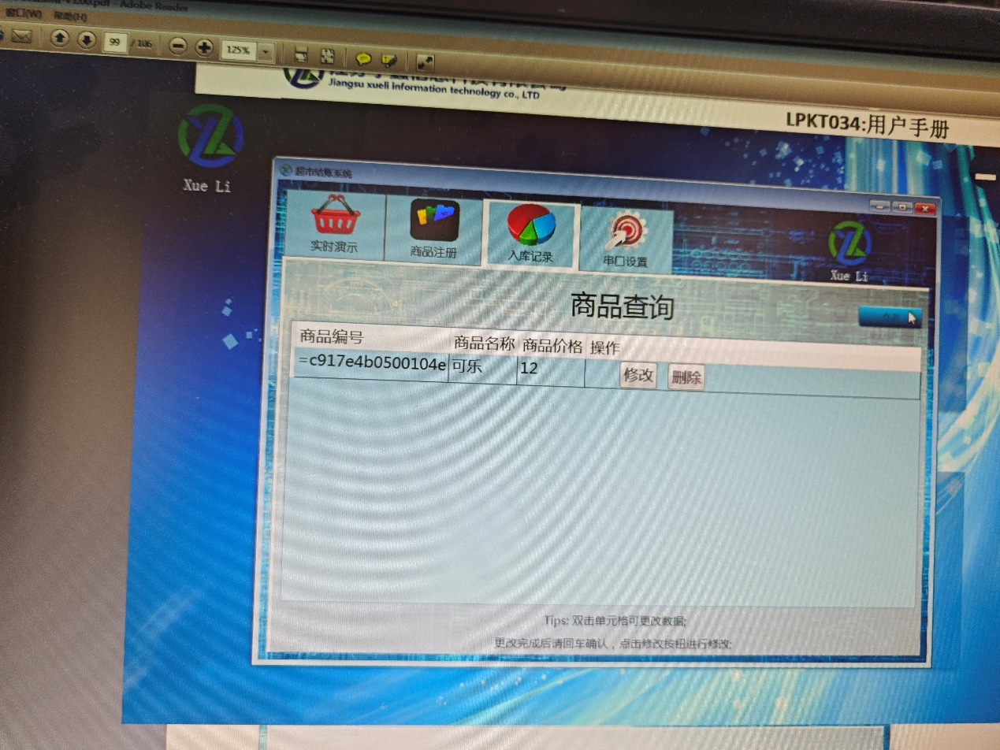 - Adobe Reader
窗口(W) 帮助(H)
99 / 106
125%
Jiangsu xueli information technology co., LTD
LPKT034:用户手册
Xue Li
超市结账系统
实时演示
商品注册
入库记录
串口设置
Xue Li
商品查询
商品编号 商品名称 商品价格 操作
=c917e4b0500104e 可乐 12 修改 删除
Tips: 双击单元格可更改数据;
更改完成后请回车确认，点击修改按钮进行修改;